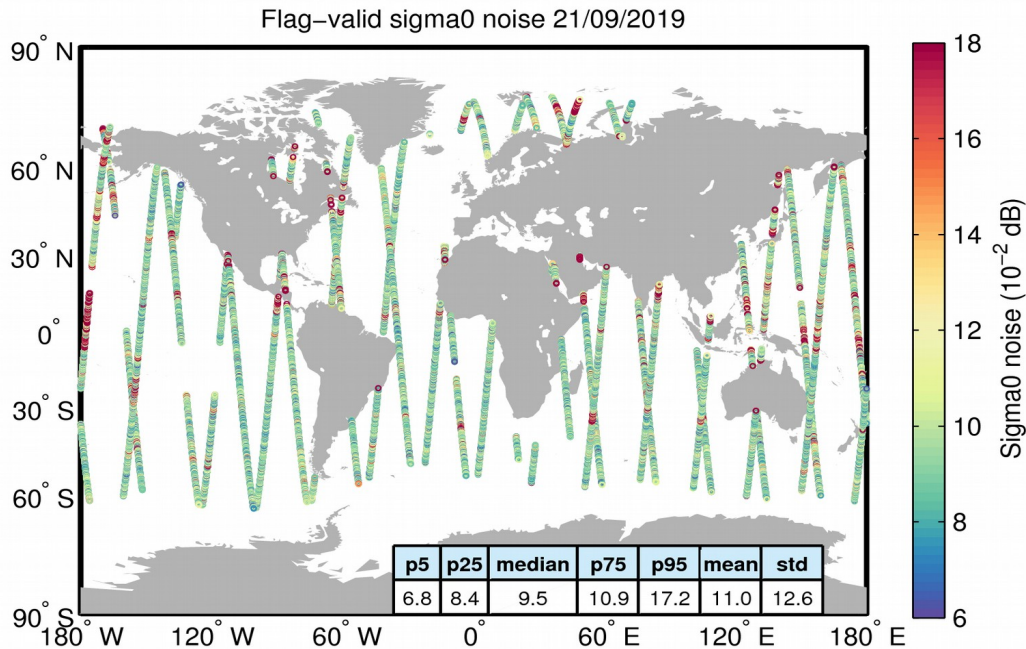 Flag−valid sigma0 noise 21/09/2019
90° N
60° N
30° N
0°
30° S
60° S
90° S
180° W 120° W 60° W 0° 60° E 120° E 180° E
p5 p25 median p75 p95 mean std
6.8 8.4 9.5 10.9 17.2 11.0 12.6
18
16
14
12
10
8
6
Sigma0 noise (10⁻² dB)